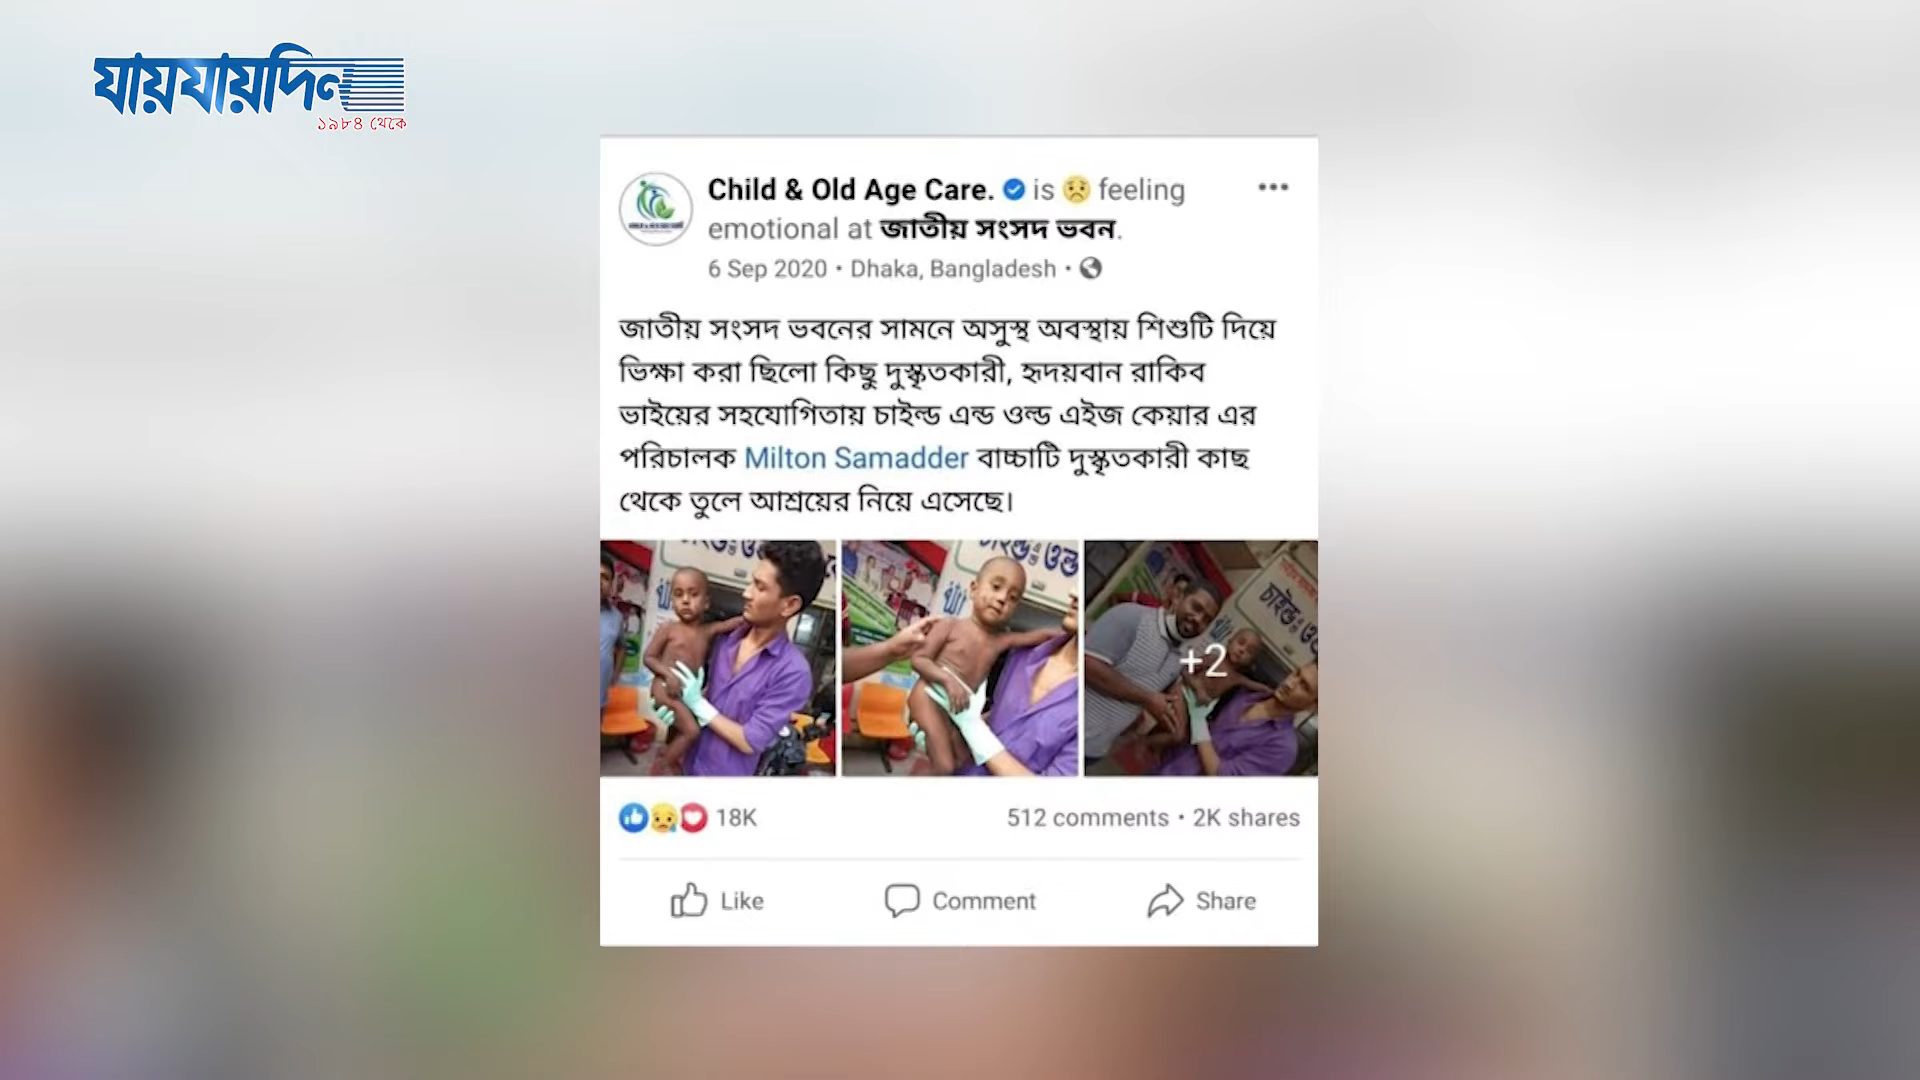 যায়যায়দিন
১৯৮৪ থেকে
Child & Old Age Care. is feeling
emotional at জাতীয় সংসদ ভবন.
6 Sep 2020 • Dhaka, Bangladesh •
জাতীয় সংসদ ভবনের সামনে অসুস্থ অবস্থায় শিশুটি দিয়ে
ভিক্ষা করা ছিলো কিছু দুস্কৃতকারী, হৃদয়বান রাকিব
ভাইয়ের সহযোগিতায় চাইল্ড এন্ড ওল্ড এইজ কেয়ার এর
পরিচালক Milton Samadder বাচ্চাটি দুস্কৃতকারী কাছ
থেকে তুলে আশ্রয়ের নিয়ে এসেছে।
+2
18K
512 comments • 2K shares
Like
Comment
Share